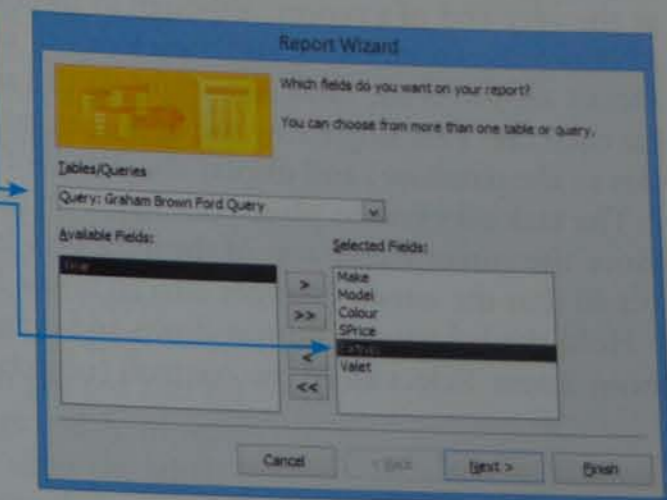 Report Wizard
Which fields do you want on your report?
You can choose from more than one table or query.
Tables/Queries
Query: Graham Brown Ford Query
Available Fields:
Selected Fields:
Year
>
>>
<
<<
Make
Model
Colour
SPrice
Extras
Valet
Cancel
< Back
Next >
Finish